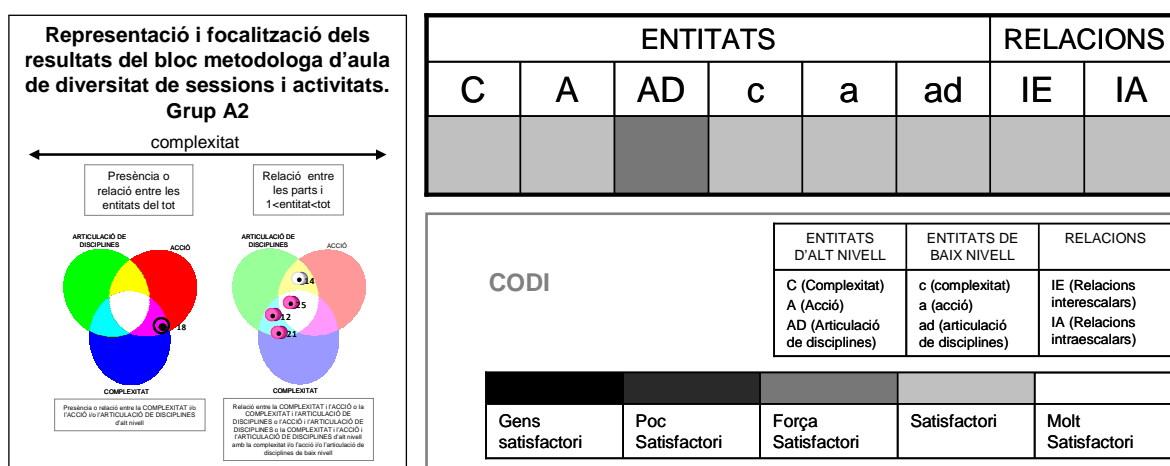 Representació i focalització dels
resultats del bloc metodologa d'aula
de diversitat de sessions i activitats.
Grup A2
complexitat
Presència o
relació entre les
entitats del tot
Relació entre
les parts i
1<entitat<tot
ARTICULACIÓ DE
DISCIPLINES
ACCIÓ
18
COMPLEXITAT
ARTICULACIÓ DE
DISCIPLINES
ACCIÓ
14
25
12
21
COMPLEXITAT
Presència o relació entre la COMPLEXITAT i/o
l'ACCIÓ i/o l'ARTICULACIÓ DE DISCIPLINES
d'alt nivell
Relació entre la COMPLEXITAT i l'ACCIÓ o la
COMPLEXITAT i l'ARTICULACIÓ DE
DISCIPLINES o l'ACCIÓ i l'ARTICULACIÓ DE
DISCIPLINES o la COMPLEXITAT i l'ACCIÓ i
l'ARTICULACIÓ DE DISCIPLINES d'alt nivell
amb la complexitat i/o l'acció i/o l'articulació de
disciplines de baix nivell
ENTITATS RELACIONS
C A AD c a ad IE IA
CODI
ENTITATS
D'ALT NIVELL
ENTITATS DE
BAIX NIVELL
RELACIONS
C (Complexitat)
A (Acció)
AD (Articulació
de disciplines)
c (complexitat)
a (acció)
ad (articulació
de disciplines)
IE (Relacions
interescalars)
IA (Relacions
intraescalars)
Gens
satisfactori
Poc
Satisfactori
Força
Satisfactori
Satisfactori
Molt
Satisfactori